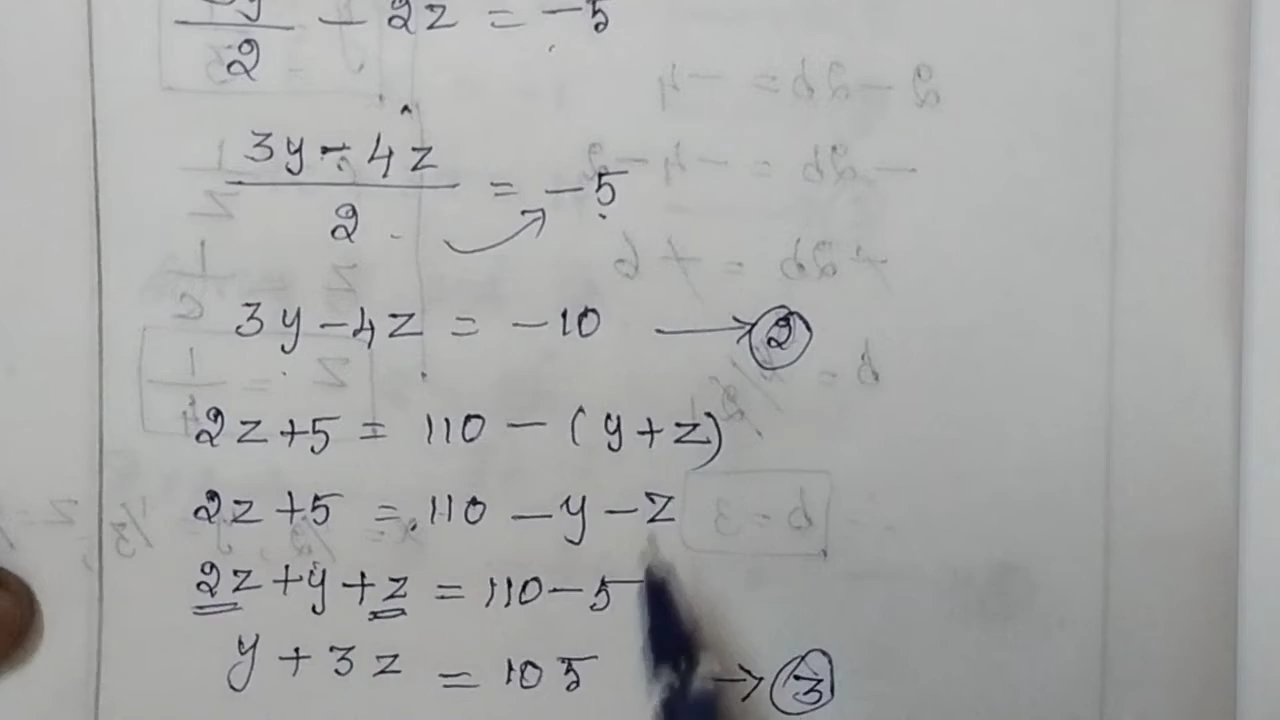 3y/2 - 2z = -5
3y - 4z / 2 = -5
3y - 4z = -10 → 2
2z + 5 = 110 - (y + z)
2z + 5 = 110 - y - z
2z + y + z = 110 - 5
y + 3z = 105 → 3